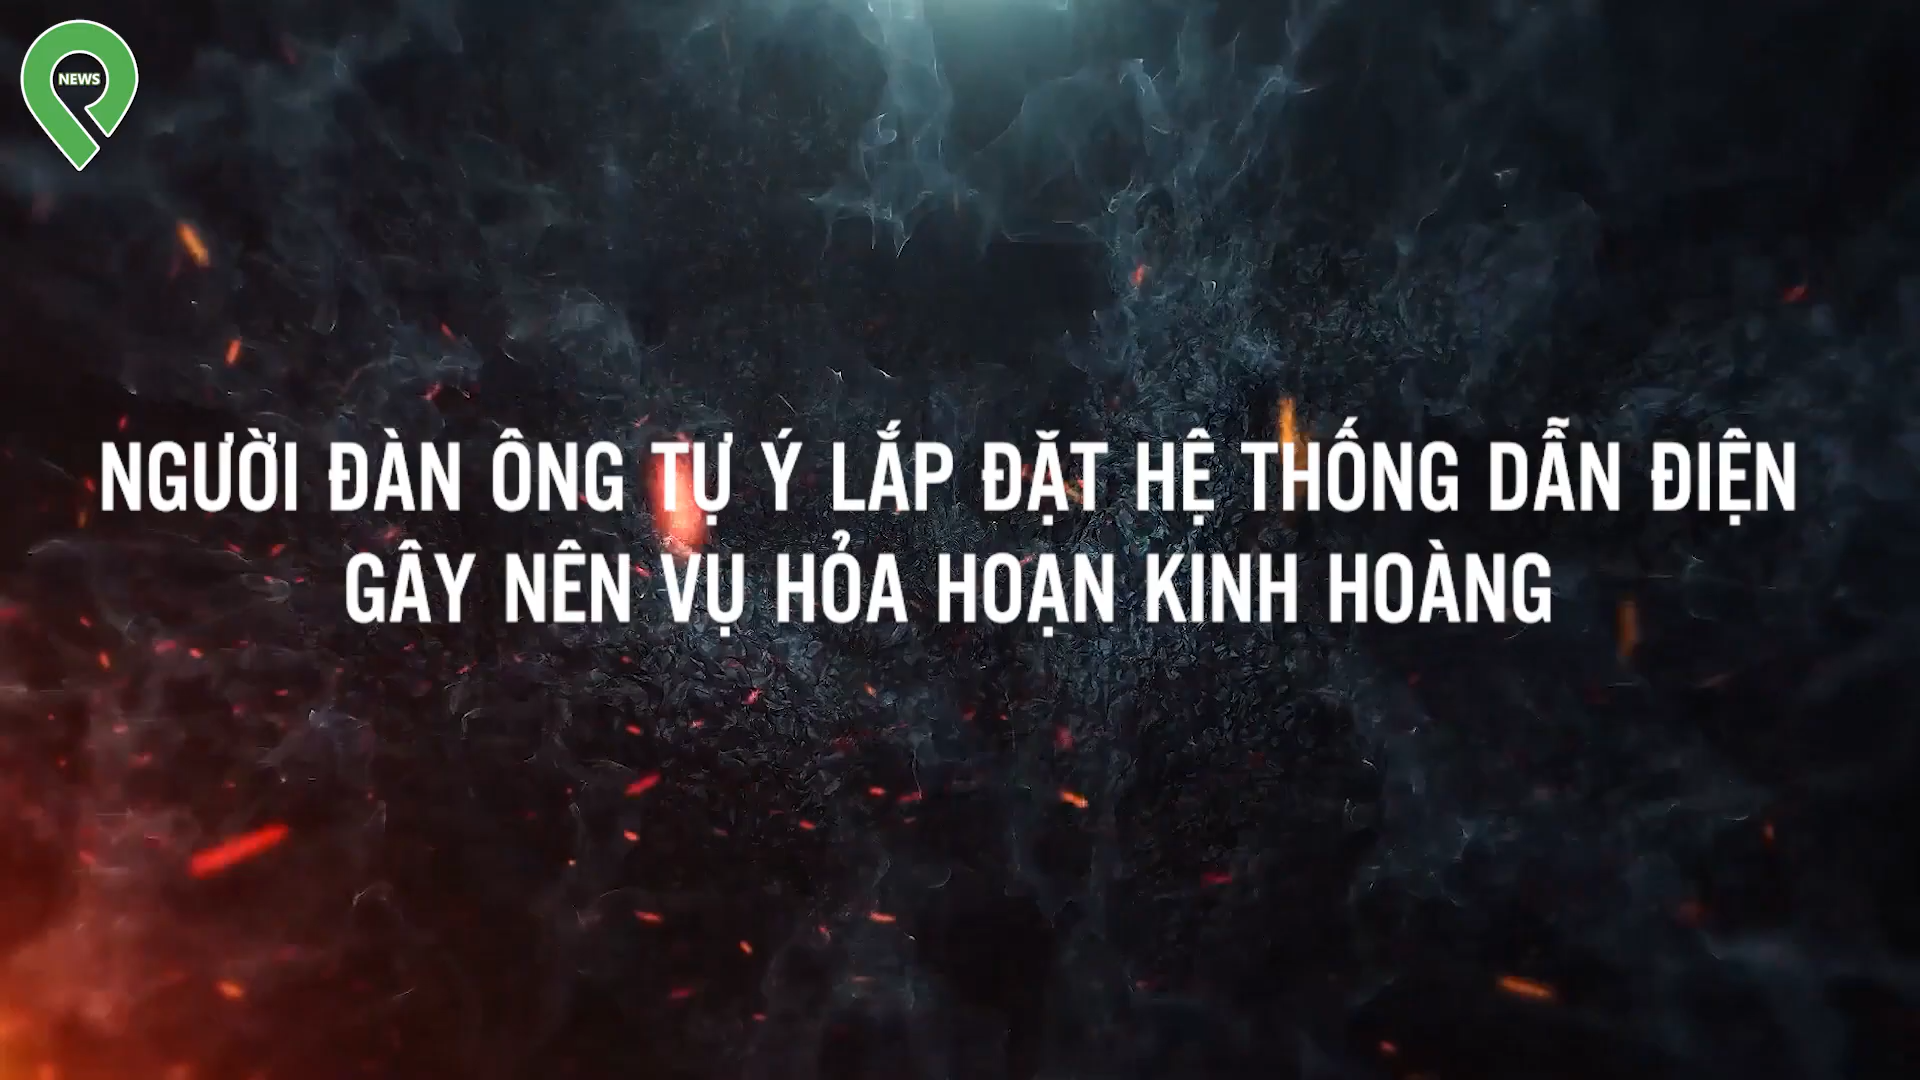 NEWS
NGƯỜI ĐÀN ÔNG TỰ Ý LẮP ĐẶT HỆ THỐNG DẪN ĐIỆN
GÂY NÊN VỤ HỎA HOẠN KINH HOÀNG